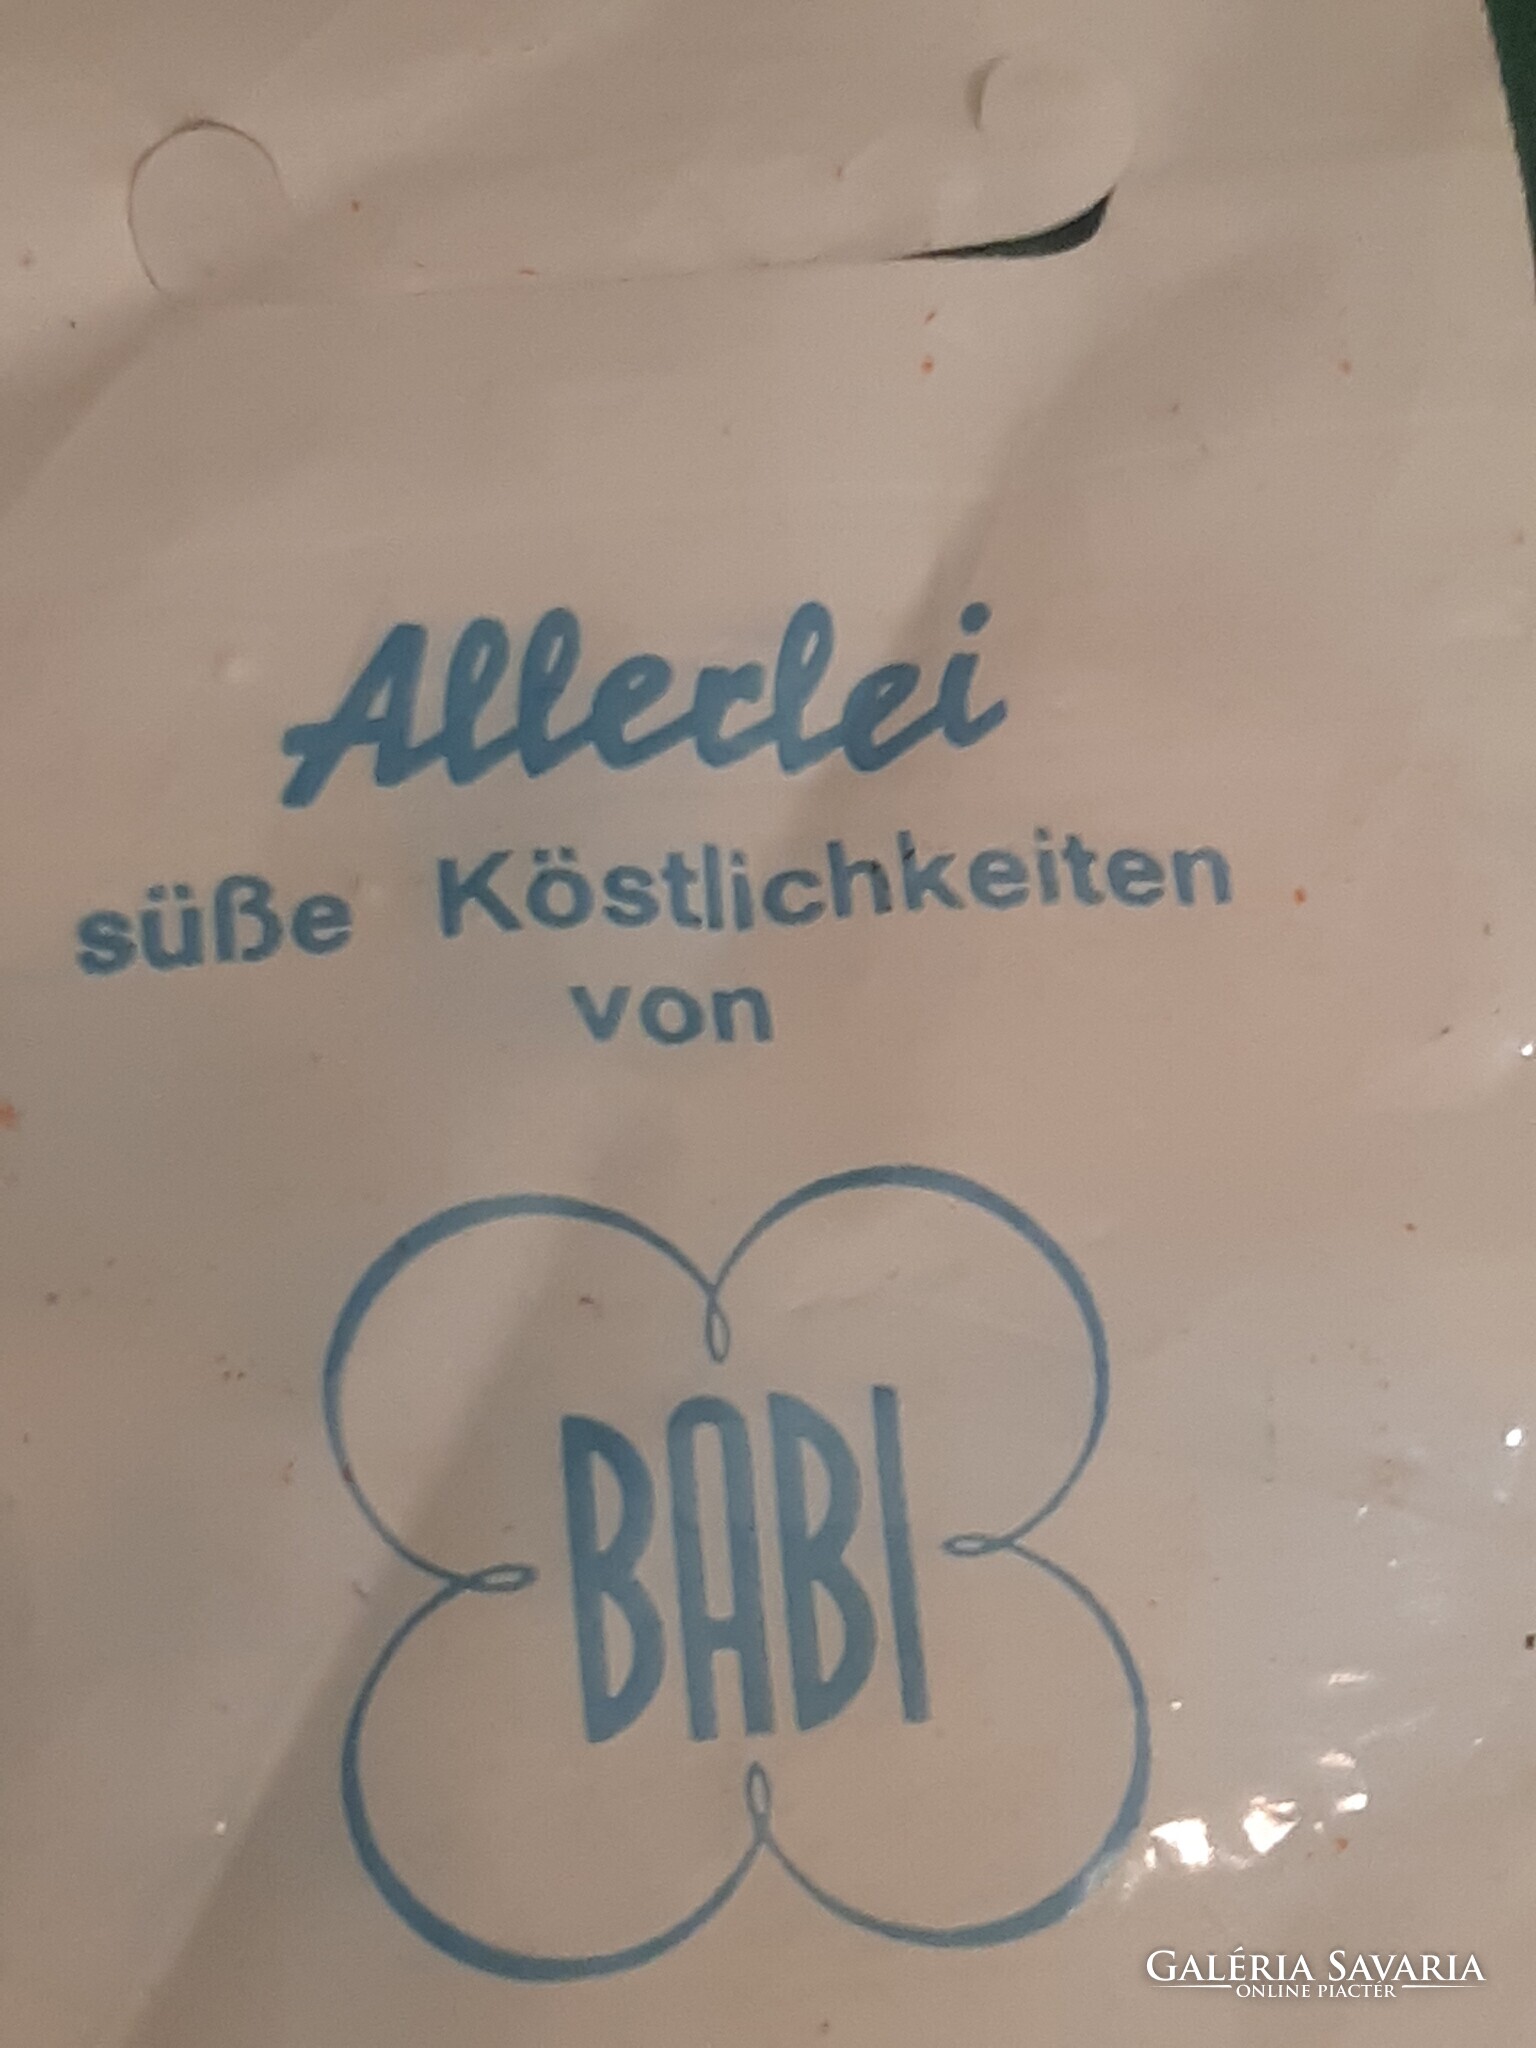 Allerlei
süße Köstlichkeiten
von
BABI
GALÉRIA SAVARIA
ONLINE PIACTÉR